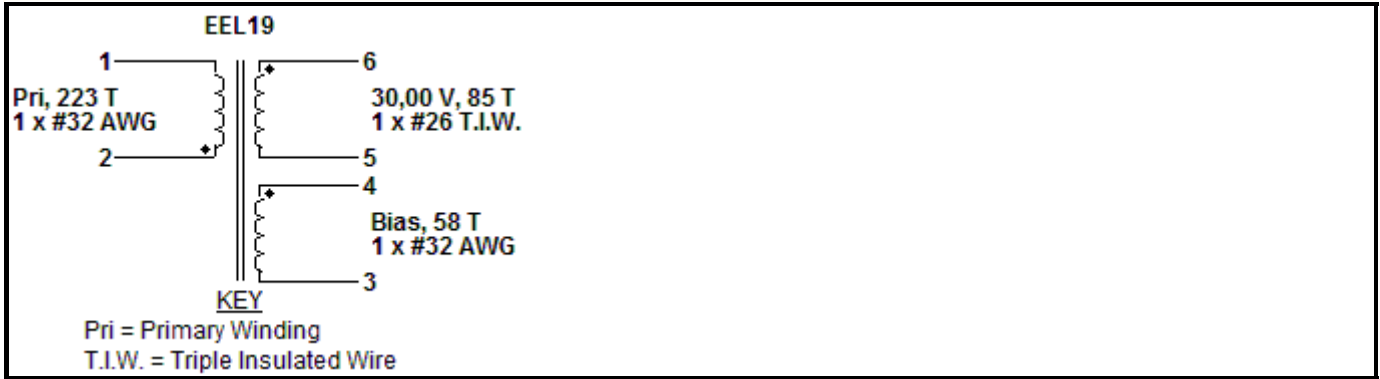 EEL19
1
Pri, 223 T
1 x #32 AWG
2
6
30,00 V, 85 T
1 x #26 T.I.W.
5
4
Bias, 58 T
1 x #32 AWG
3
KEY
Pri = Primary Winding
T.I.W. = Triple Insulated Wire